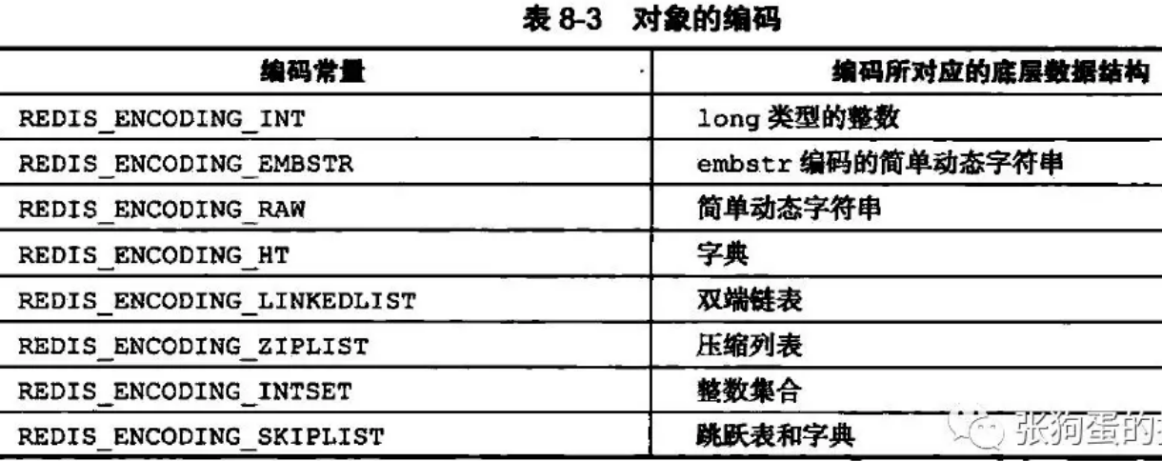 表 8-3 对象的编码
编码常量 编码所对应的底层数据结构
REDIS_ENCODING_INT long 类型的整数
REDIS_ENCODING_EMBSTR embstr 编码的简单动态字符串
REDIS_ENCODING_RAW 简单动态字符串
REDIS_ENCODING_HT 字典
REDIS_ENCODING_LINKEDLIST 双端链表
REDIS_ENCODING_ZIPLIST 压缩列表
REDIS_ENCODING_INTSET 整数集合
REDIS_ENCODING_SKIPLIST 跳跃表和字典
张狗蛋的